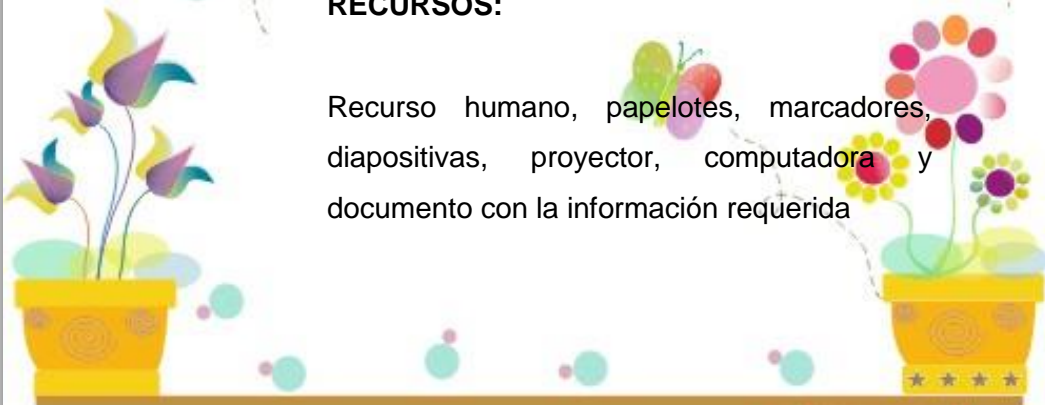 RECURSOS:
Recurso humano, papelotes, marcadores,
diapositivas, proyector, computadora y
documento con la información requerida